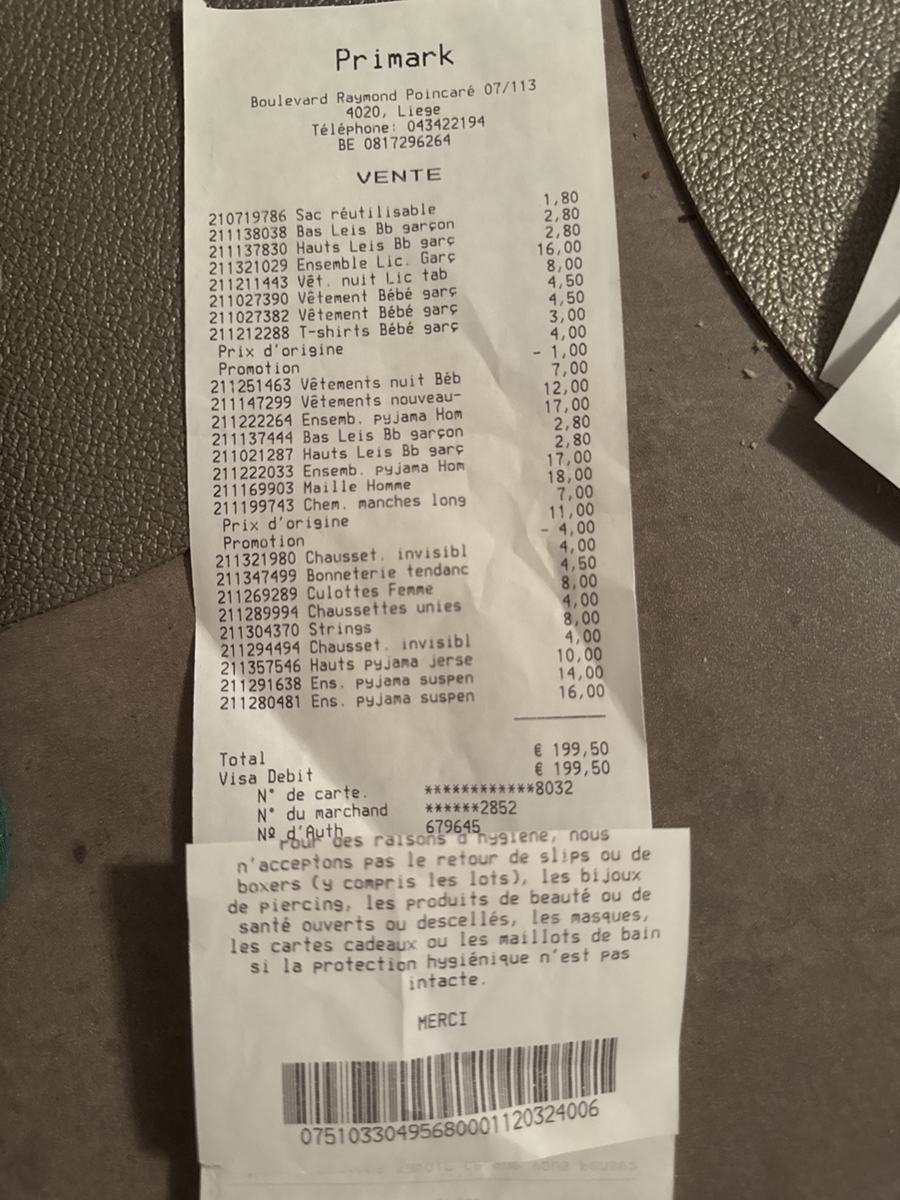 Primark
Boulevard Raymond Poincaré 07/113
4020, Liege
Téléphone: 043422194
BE 0817296264
VENTE
210719786 Sac réutilisable 1,80
211138038 Bas Leis Bb garçon 2,80
211137830 Hauts Leis Bb garç 2,80
211321029 Ensemble Lic. Garç 16,00
211211443 Vêt. nuit Lic tab 8,00
211027390 Vêtement Bébé garç 4,50
211027382 Vêtement Bébé garç 4,50
211212288 T-shirts Bébé garç 3,00
Prix d'origine 4,00
Promotion - 1,00
211251463 Vêtements nuit Béb 7,00
211147299 Vêtements nouveau- 12,00
211222264 Ensemb. pyjama Hom 17,00
211137444 Bas Leis Bb garçon 2,80
211021287 Hauts Leis Bb garç 2,80
211222033 Ensemb. pyjama Hom 17,00
211169903 Maille Homme 18,00
211199743 Chem. manches long 7,00
Prix d'origine 11,00
Promotion - 4,00
211321980 Chausset. invisibl 4,00
211347499 Bonneterie tendanc 4,50
211269289 Culottes Femme 8,00
211289994 Chaussettes unies 4,00
211304370 Strings 8,00
211294494 Chausset. invisibl 4,00
211357546 Hauts pyjama jerse 10,00
211291638 Ens. pyjama suspen 14,00
211280481 Ens. pyjama suspen 16,00
Total € 199,50
Visa Debit € 199,50
N° de carte. ************8032
N° du marchand ******2852
Nº d'Auth 679645
Pour des raisons d'hygiène, nous
n'acceptons pas le retour de slips ou de
boxers (y compris les lots), les bijoux
de piercing, les produits de beauté ou de
santé ouverts ou descellés, les masques,
les cartes cadeaux ou les maillots de bain
si la protection hygiénique n'est pas
intacte.
MERCI
07510330495680001120324006